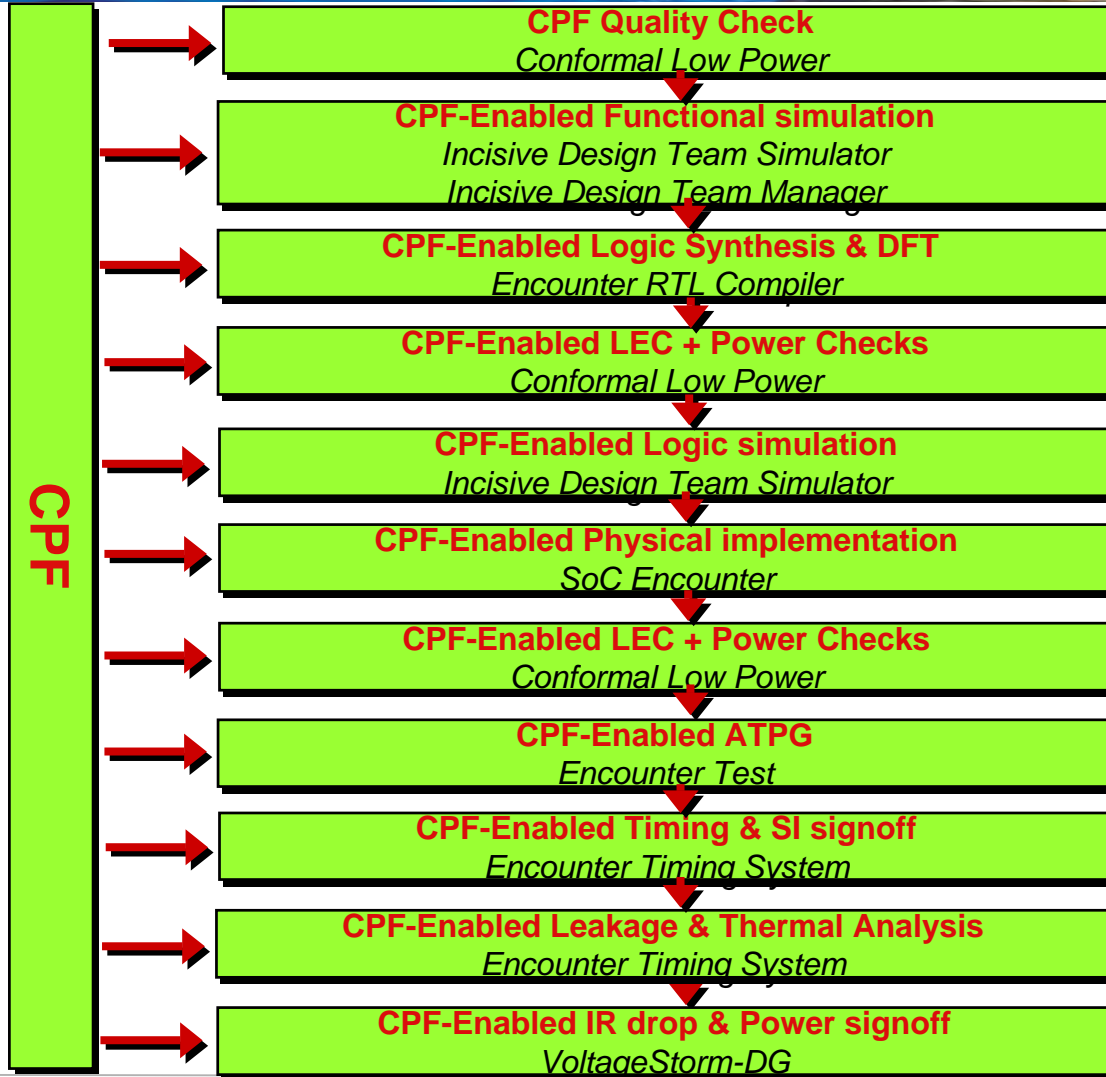 CPF
CPF Quality Check
Conformal Low Power
CPF-Enabled Functional simulation
Incisive Design Team Simulator
Incisive Design Team Manager
CPF-Enabled Logic Synthesis & DFT
Encounter RTL Compiler
CPF-Enabled LEC + Power Checks
Conformal Low Power
CPF-Enabled Logic simulation
Incisive Design Team Simulator
CPF-Enabled Physical implementation
SoC Encounter
CPF-Enabled LEC + Power Checks
Conformal Low Power
CPF-Enabled ATPG
Encounter Test
CPF-Enabled Timing & SI signoff
Encounter Timing System
CPF-Enabled Leakage & Thermal Analysis
Encounter Timing System
CPF-Enabled IR drop & Power signoff
VoltageStorm-DG